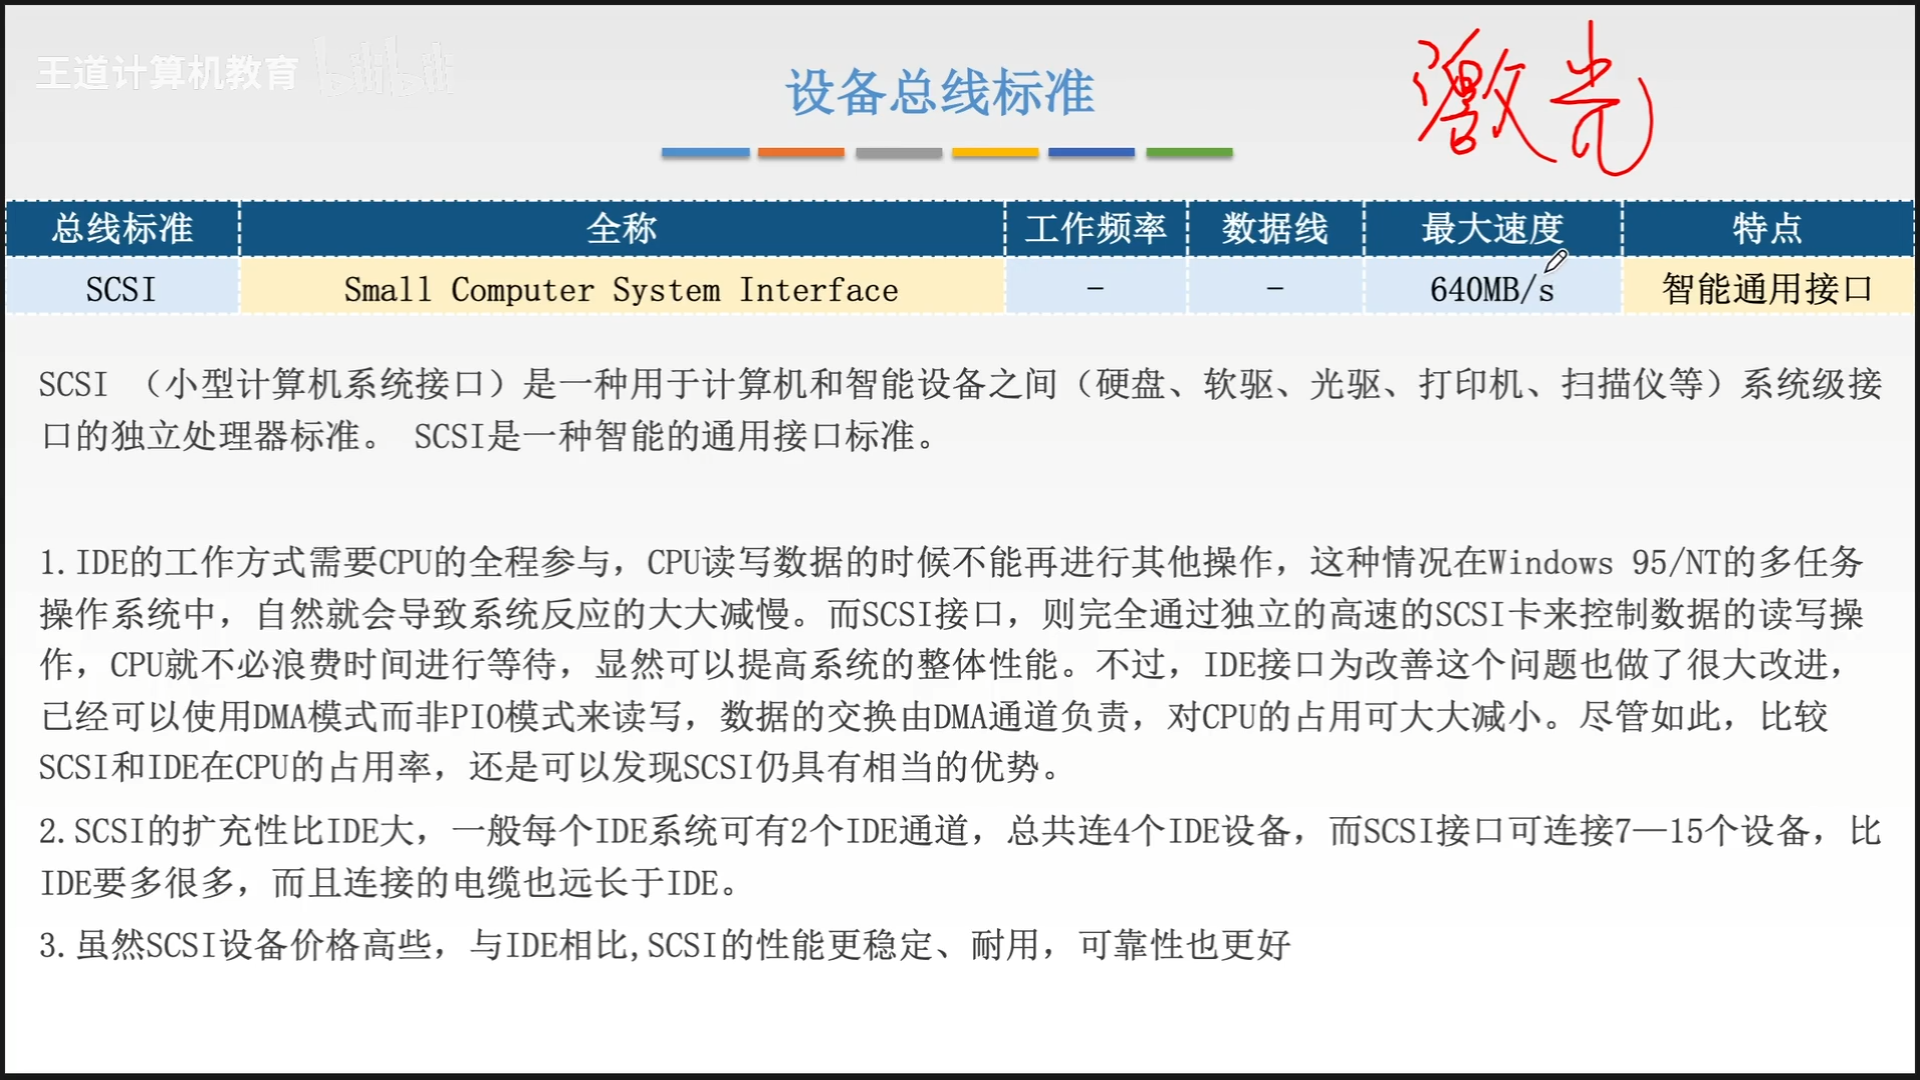 王道计算机教育 bilibili
激光
设备总线标准
总线标准 全称 工作频率 数据线 最大速度 特点
SCSI Small Computer System Interface - - 640MB/s 智能通用接口
SCSI （小型计算机系统接口）是一种用于计算机和智能设备之间（硬盘、软驱、光驱、打印机、扫描仪等）系统级接
口的独立处理器标准。 SCSI是一种智能的通用接口标准。
1.IDE的工作方式需要CPU的全程参与，CPU读写数据的时候不能再进行其他操作，这种情况在Windows 95/NT的多任务
操作系统中，自然就会导致系统反应的大大减慢。而SCSI接口，则完全通过独立的高速的SCSI卡来控制数据的读写操
作，CPU就不必浪费时间进行等待，显然可以提高系统的整体性能。不过，IDE接口为改善这个问题也做了很大改进，
已经可以使用DMA模式而非PIO模式来读写，数据的交换由DMA通道负责，对CPU的占用可大大减小。尽管如此，比较
SCSI和IDE在CPU的占用率，还是可以发现SCSI仍具有相当的优势。
2.SCSI的扩充性比IDE大，一般每个IDE系统可有2个IDE通道，总共连4个IDE设备，而SCSI接口可连接7—15个设备，比
IDE要多很多，而且连接的电缆也远长于IDE。
3.虽然SCSI设备价格高些，与IDE相比,SCSI的性能更稳定、耐用，可靠性也更好